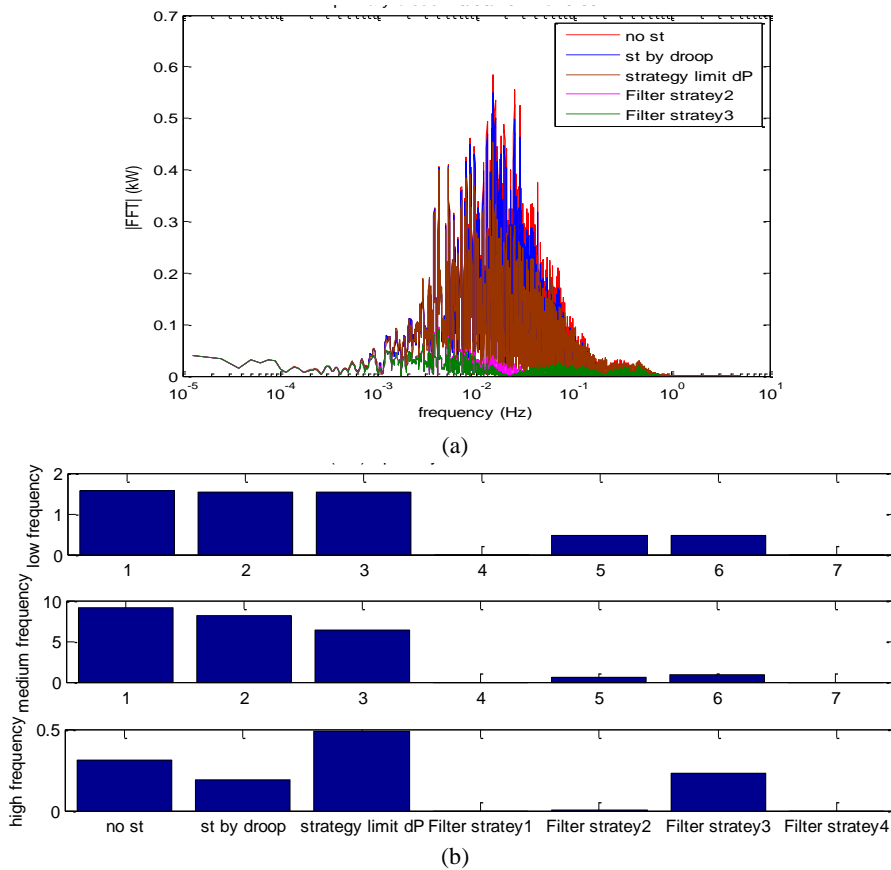 0.7
0.6
0.5
0.4
0.3
0.2
0.1
0
|FFT| (kW)
no st
st by droop
strategy limit dP
Filter stratey2
Filter stratey3
10^-5
10^-4
10^-3
10^-2
10^-1
10^0
10^1
frequency (Hz)
(a)
low frequency
2
1
0
1 2 3 4 5 6 7
medium frequency
10
5
0
1 2 3 4 5 6 7
high frequency
0.5
0
no st st by droop strategy limit dP Filter stratey1 Filter stratey2 Filter stratey3 Filter stratey4
(b)